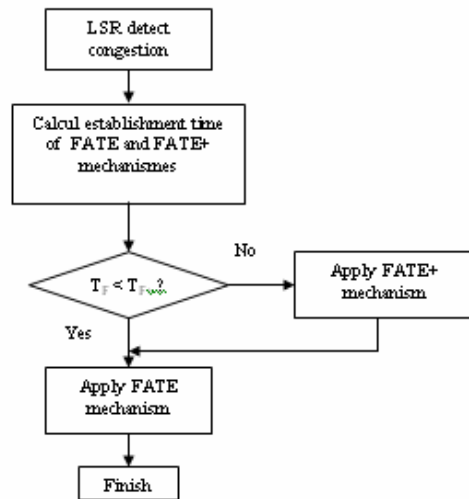 LSR detect
congestion
Calcul establishment time
of FATE and FATE+
mechanismes
No
T_F < T_F ?
Apply FATE+
mechanism
Yes
Apply FATE
mechanism
Finish